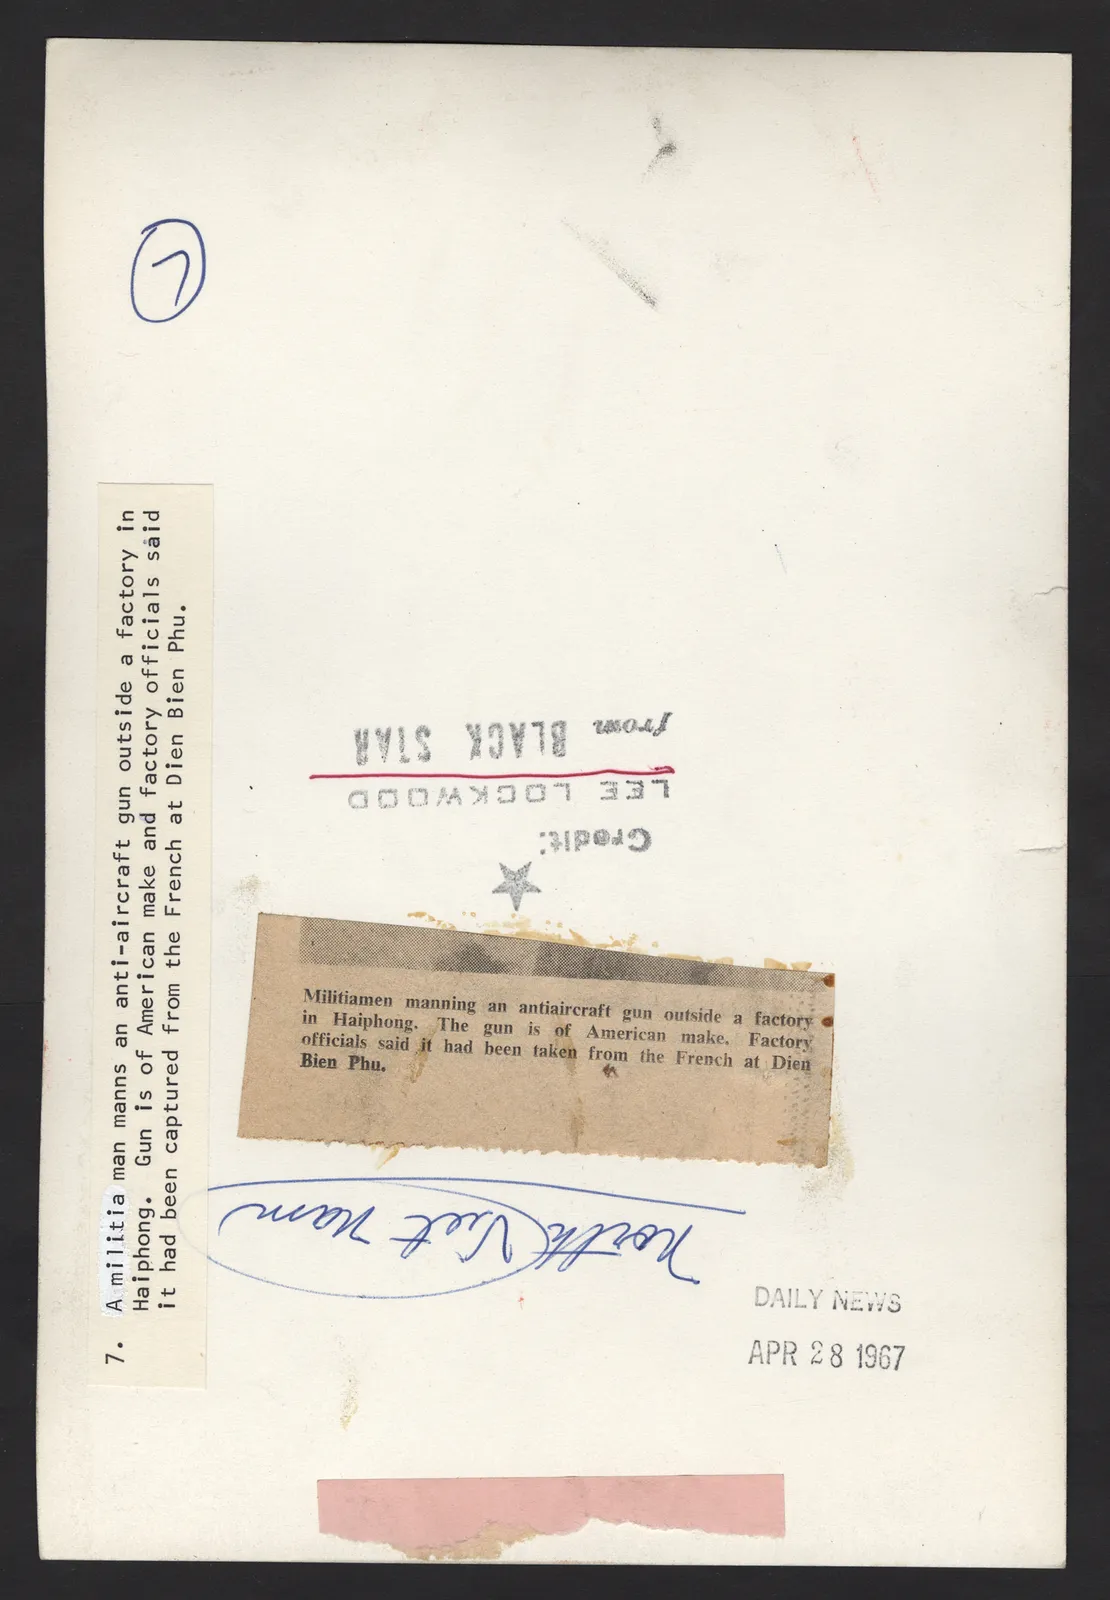 7
7. A militia man manns an anti-aircraft gun outside a factory in
Haiphong. Gun is of American make and factory officials said
it had been captured from the French at Dien Bien Phu.
Credit:
LEE LOCKWOOD
from BLACK STAR
Militiamen manning an antiaircraft gun outside a factory
in Haiphong. The gun is of American make. Factory
officials said it had been taken from the French at Dien
Bien Phu.
North Viet Nam
DAILY NEWS
APR 28 1967